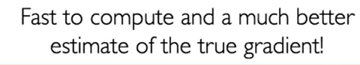 Fast to compute and a much better
estimate of the true gradient!